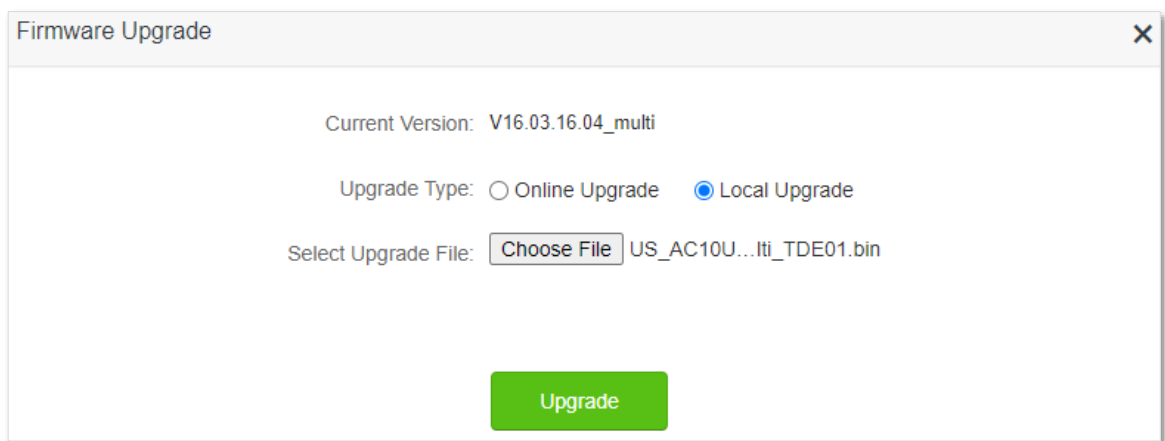 Firmware Upgrade
Current Version: V16.03.16.04_multi
Upgrade Type: Online Upgrade Local Upgrade
Select Upgrade File: Choose File US_AC10U...lti_TDE01.bin
Upgrade